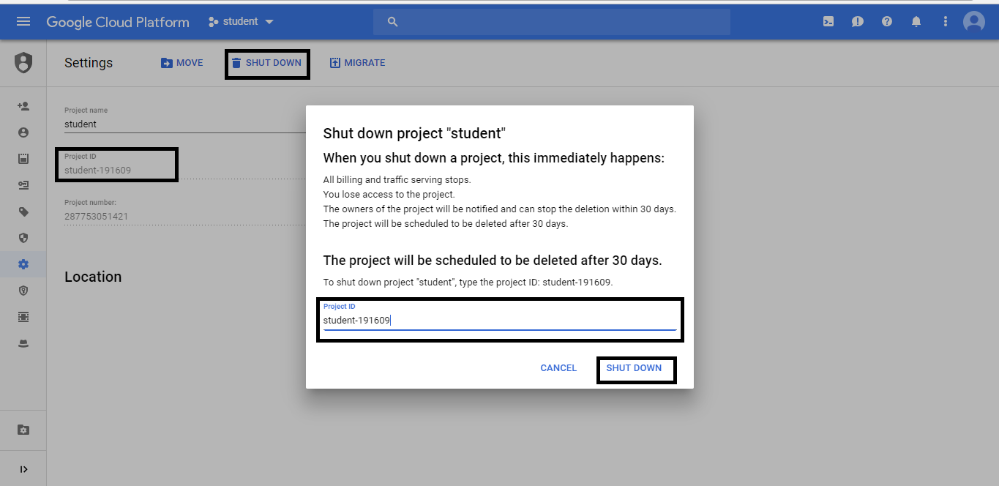 Google Cloud Platform
student
Settings
MOVE
SHUT DOWN
MIGRATE
Project name
student
Project ID
student-191609
Project number:
287753051421
Location
Shut down project "student"
When you shut down a project, this immediately happens:
All billing and traffic serving stops.
You lose access to the project.
The owners of the project will be notified and can stop the deletion within 30 days.
The project will be scheduled to be deleted after 30 days.
The project will be scheduled to be deleted after 30 days.
To shut down project "student", type the project ID: student-191609.
Project ID
student-191609
CANCEL
SHUT DOWN